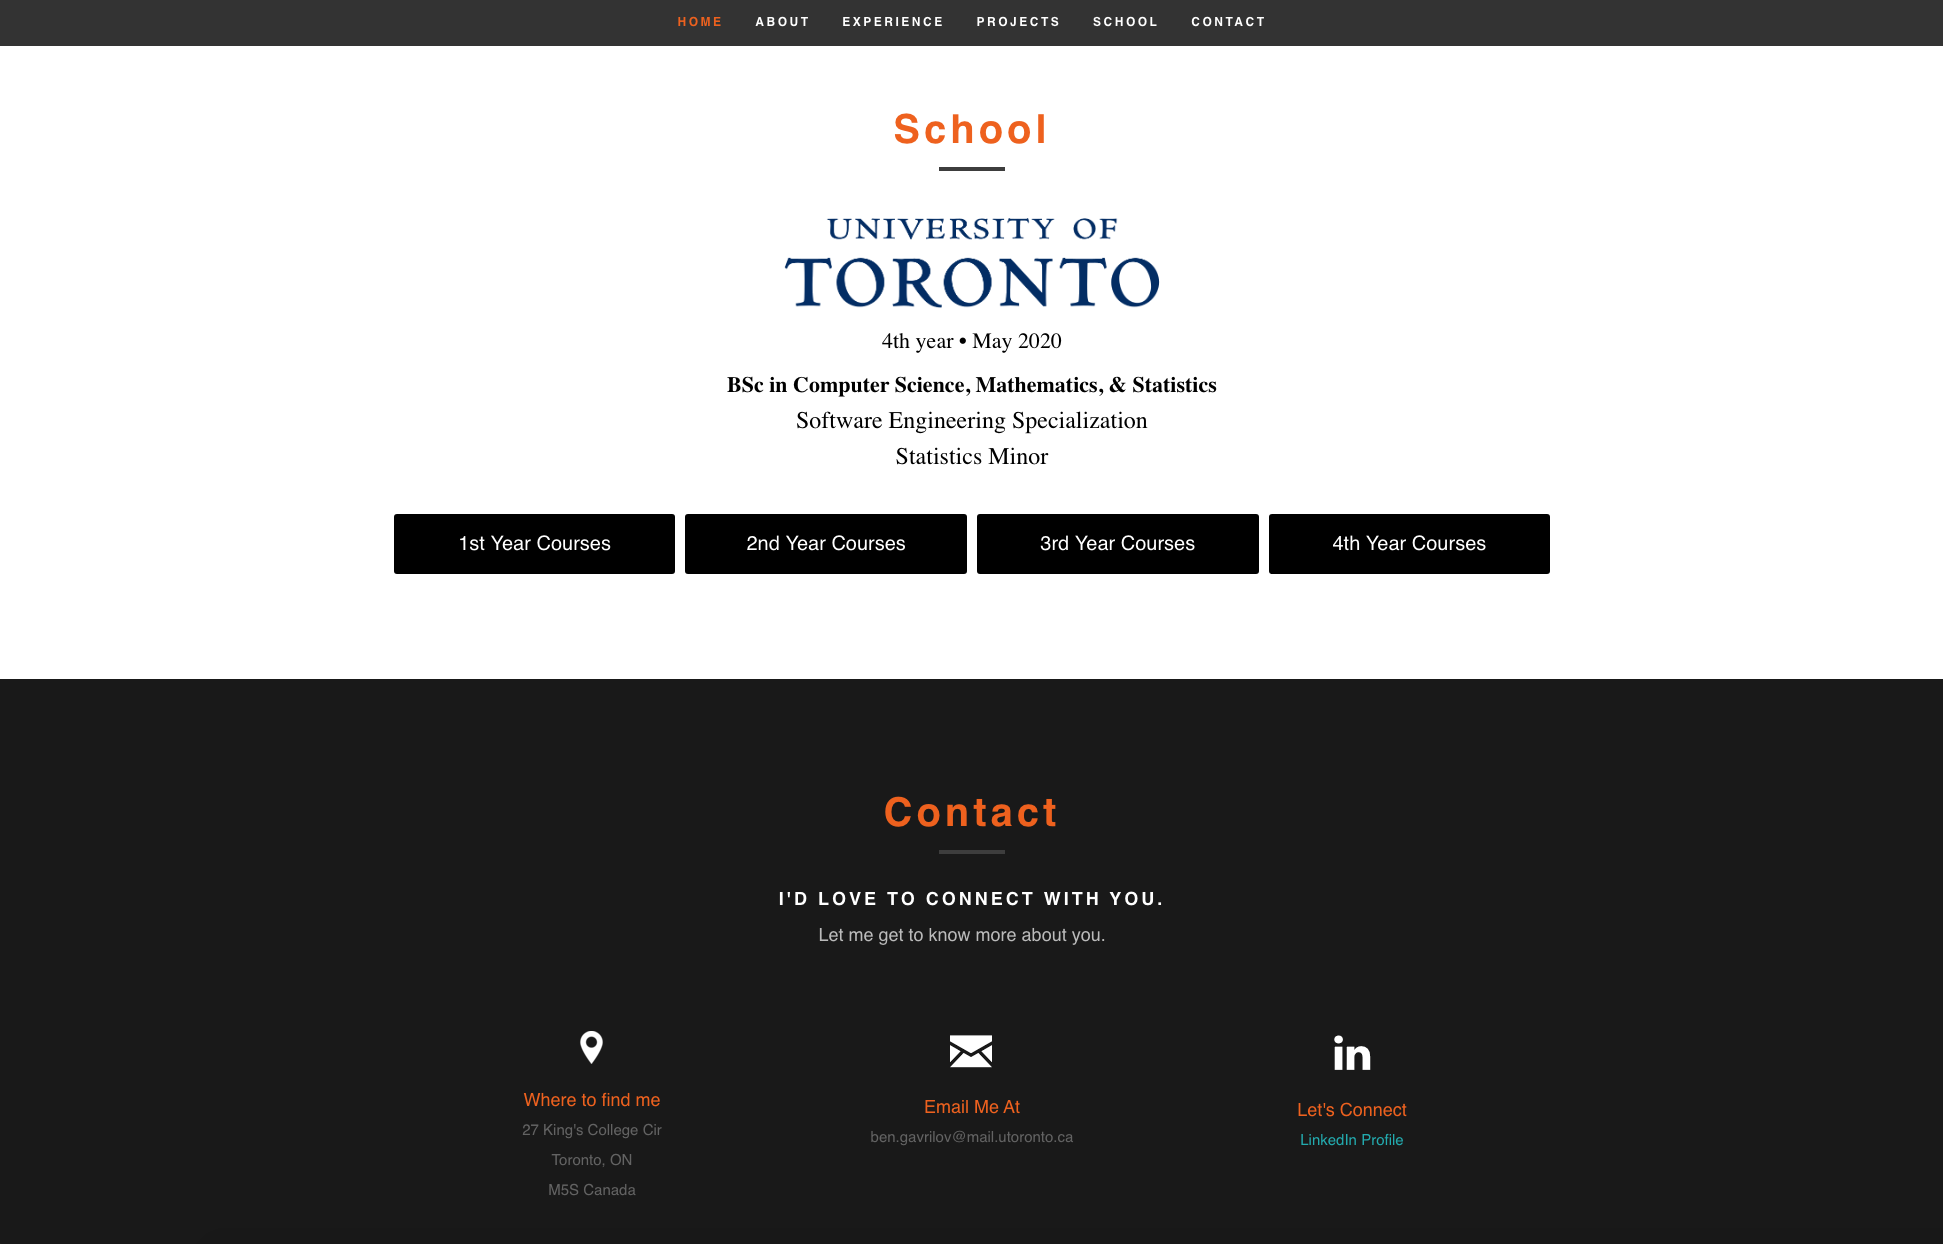 HOME ABOUT EXPERIENCE PROJECTS SCHOOL CONTACT
School
UNIVERSITY OF
TORONTO
4th year • May 2020
BSc in Computer Science, Mathematics, & Statistics
Software Engineering Specialization
Statistics Minor
1st Year Courses 2nd Year Courses 3rd Year Courses 4th Year Courses
Contact
I'D LOVE TO CONNECT WITH YOU.
Let me get to know more about you.
in
Where to find me
27 King's College Cir
Toronto, ON
M5S Canada
Email Me At
ben.gavrilov@mail.utoronto.ca
Let's Connect
LinkedIn Profile